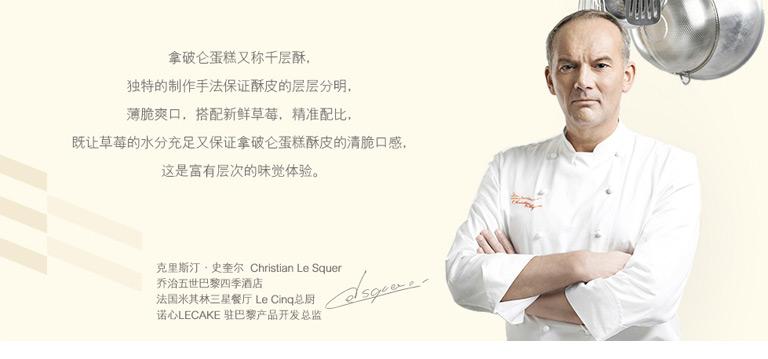 拿破仑蛋糕又称千层酥,
独特的制作手法保证酥皮的层层分明,
薄脆爽口，搭配新鲜草莓，精准配比,
既让草莓的水分充足又保证拿破仑蛋糕酥皮的清脆口感,
这是富有层次的味觉体验。
克里斯汀·史奎尔 Christian Le Squer
乔治五世巴黎四季酒店
法国米其林三星餐厅 Le Cinq总厨
诺心LECAKE 驻巴黎产品开发总监